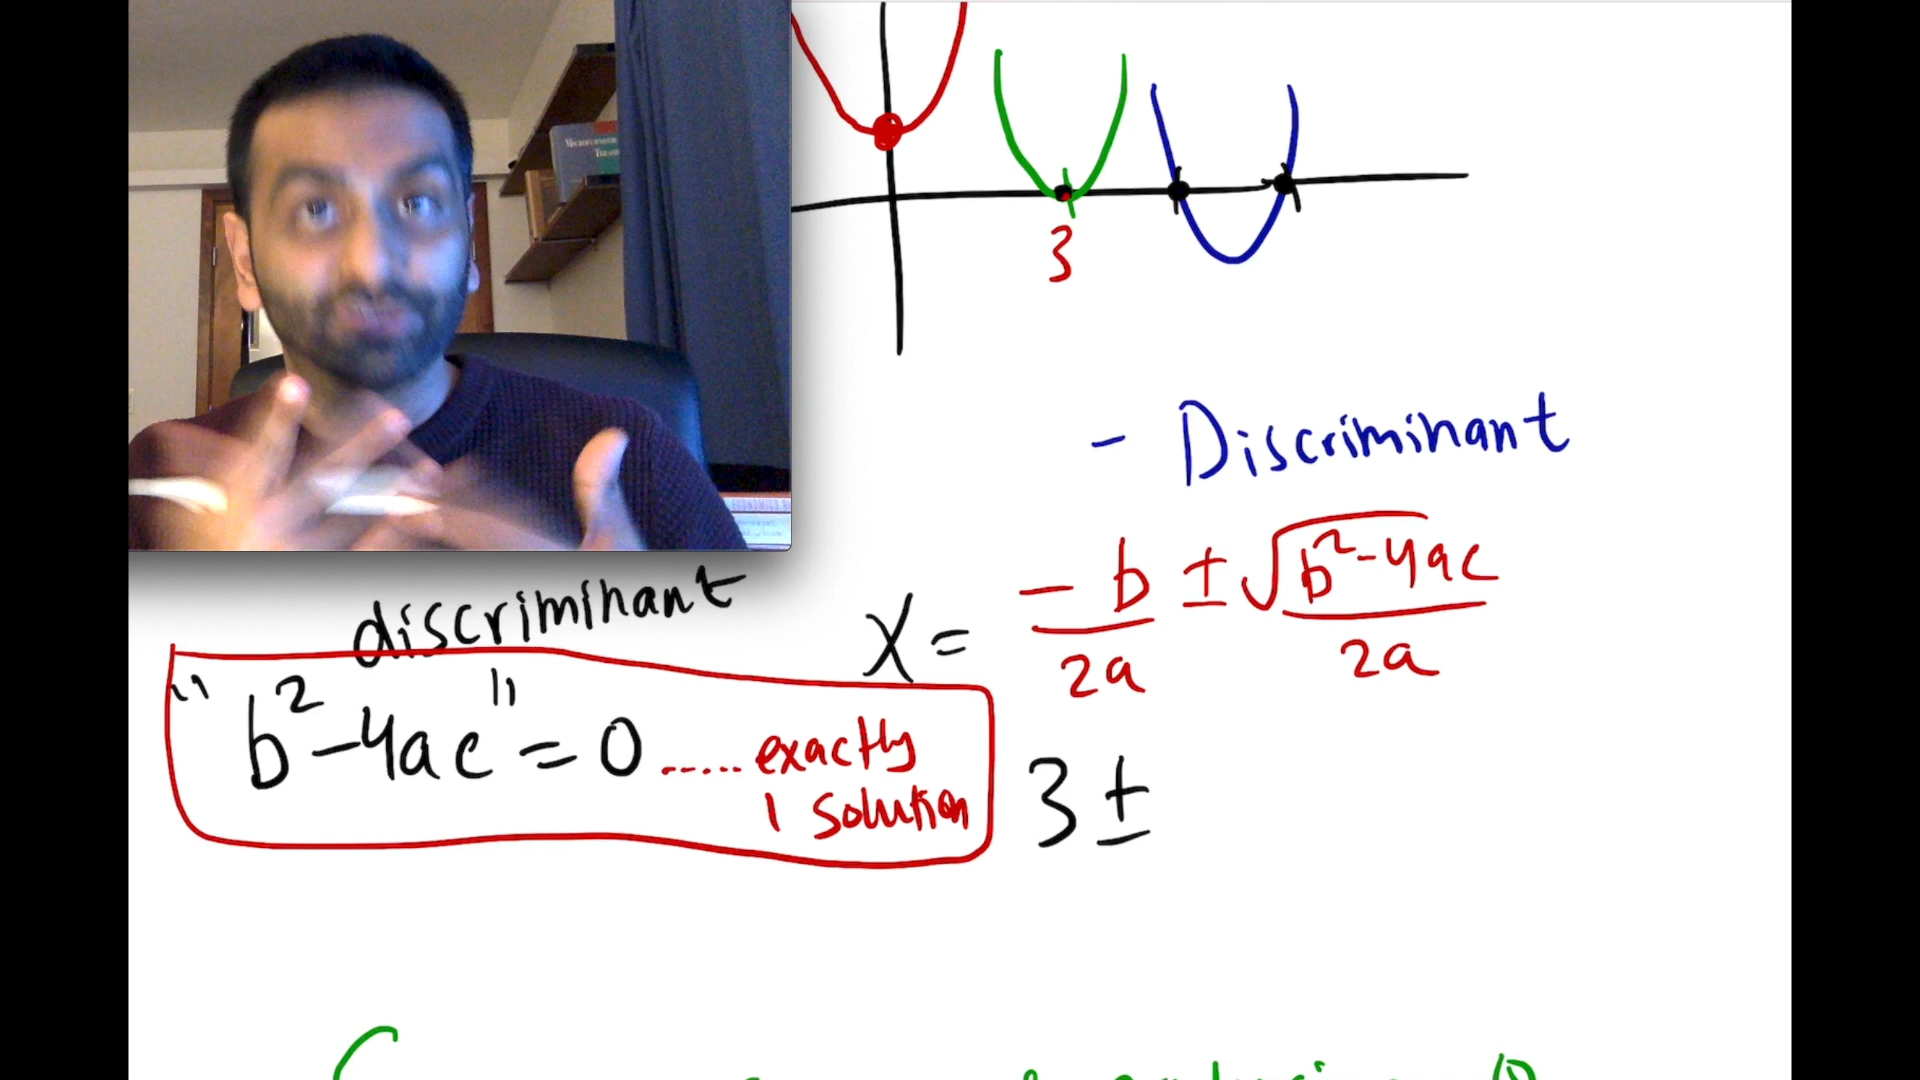 3
- Discriminant
x = -b/2a ± √b²-4ac/2a
discriminant
"b²-4ac" = 0 ..... exactly
1 solution
3 ±